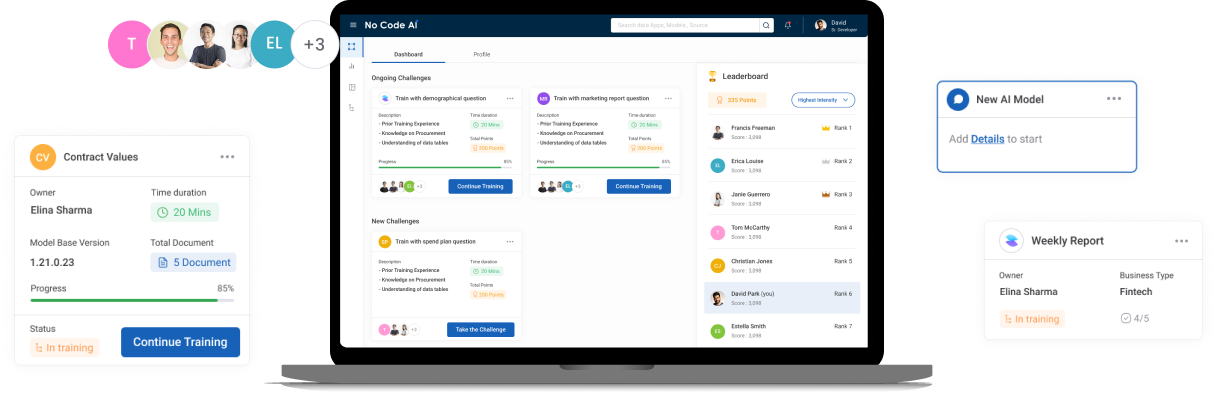 T
EL
+3
No Code AI
Search data Apps, Models, Source
David
Sr. Developer
Dashboard
Profile
Ongoing Challenges
Train with demographical question
Description
- Prior Training Experience
- Knowledge on Procurement
- Understanding of data tables
Time duration
20 Mins
Total Points
200 Points
Progress
85%
EL
+3
Continue Training
MR
Train with marketing report question
Description
- Prior Training Experience
- Knowledge on Procurement
- Understanding of data tables
Time duration
20 Mins
Total Points
200 Points
Progress
85%
EL
+3
Continue Training
New Challenges
SP
Train with spend plan question
Description
- Prior Training Experience
- Knowledge on Procurement
- Understanding of data tables
Time duration
20 Mins
Total Points
200 Points
T
+3
Take the Challenge
Leaderboard
335 Points
Highest Intensity
Francis Freeman
Score : 3,098
Rank 1
EL
Erica Louise
Score : 3,098
Rank 2
Janie Guerrero
Score : 3,098
Rank 3
T
Tom McCarthy
Score : 3,098
Rank 4
CJ
Christian Jones
Score : 3,098
Rank 5
David Park (you)
Score : 3,098
Rank 6
ES
Estella Smith
Score : 3,098
Rank 7
CV
Contract Values
Owner
Elina Sharma
Time duration
20 Mins
Model Base Version
1.21.0.23
Total Document
5 Document
Progress
85%
Status
In training
Continue Training
New AI Model
Add Details to start
Weekly Report
Owner
Elina Sharma
Business Type
Fintech
In training
4/5